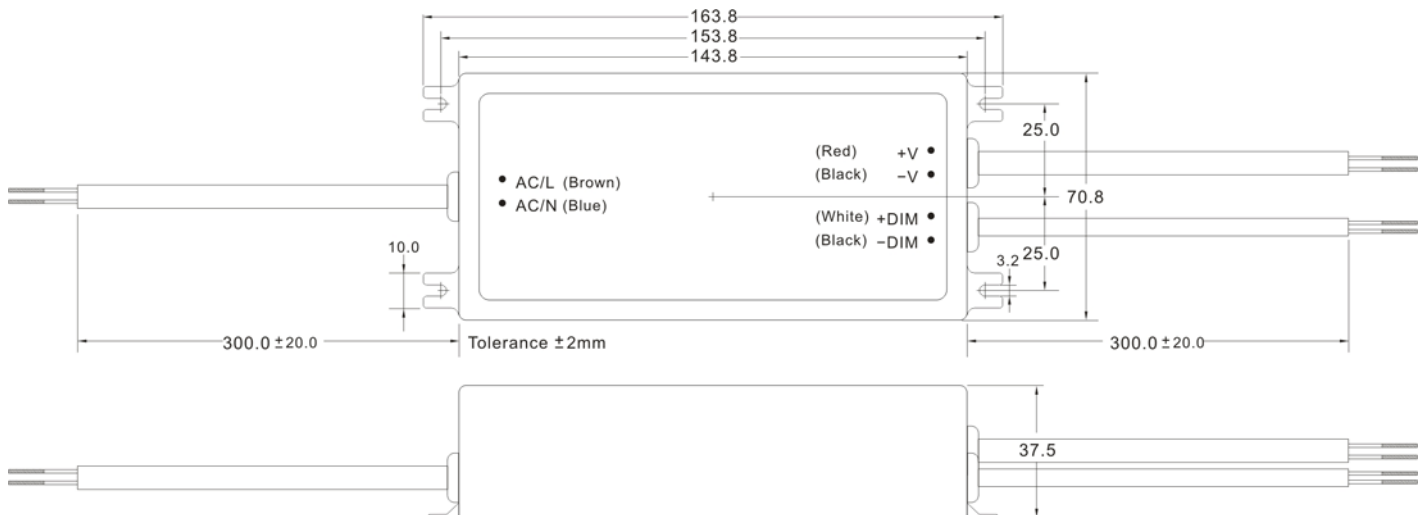 163.8
153.8
143.8
(Red) +V
(Black) −V
25.0
AC/L (Brown)
AC/N (Blue)
70.8
(White) +DIM
(Black) −DIM
10.0
3.2
25.0
300.0 ±20.0
Tolerance ±2mm
300.0 ±20.0
37.5